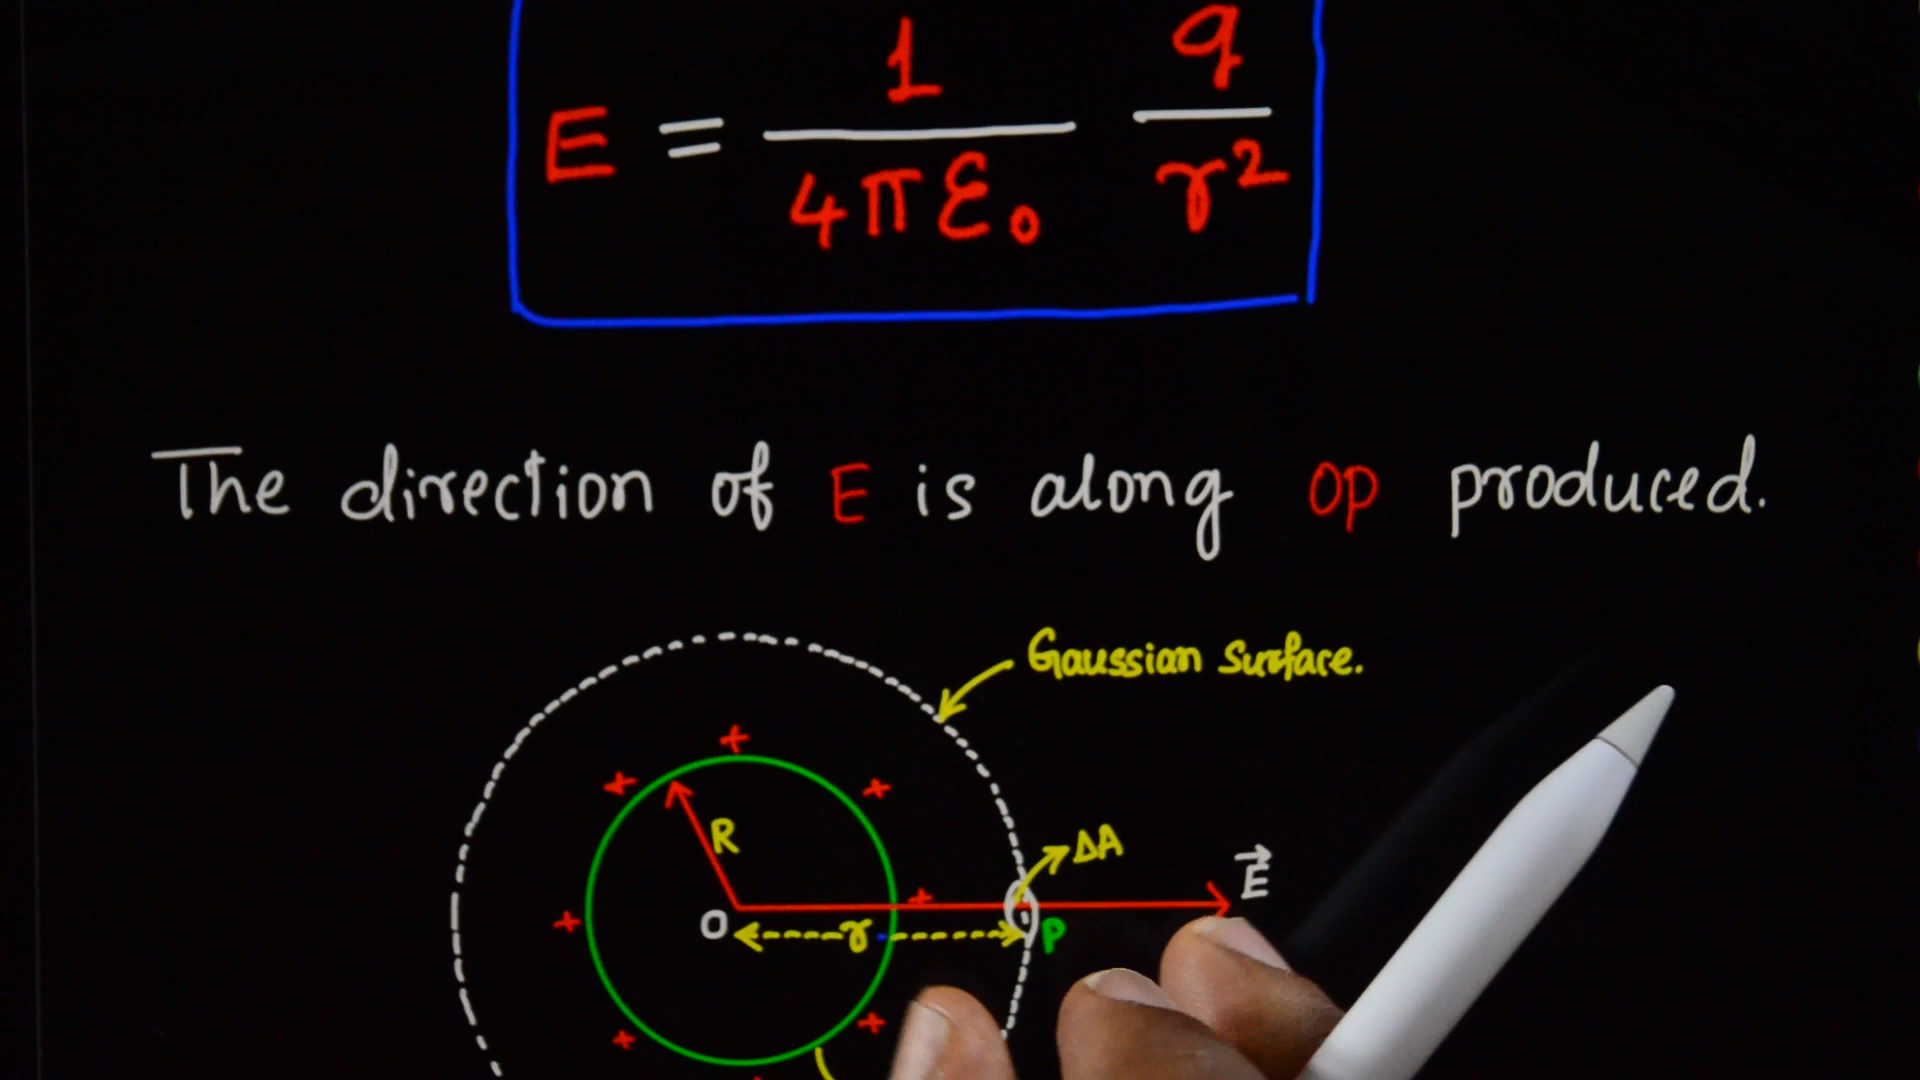 E = 1/4πε₀ q/r²
The direction of E is along OP produced.
Gaussian surface.
R
ΔA
E⃗
O
r
P